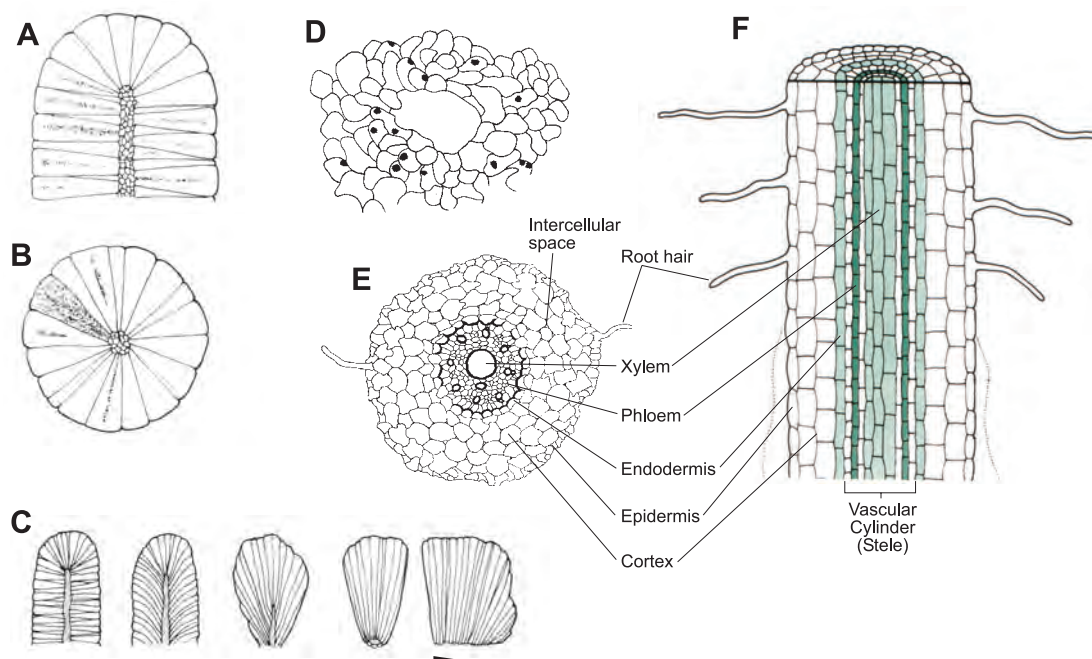 A
D
F
B
Intercellular
space
E
Root hair
Xylem
Phloem
Endodermis
Epidermis
Cortex
Vascular
Cylinder
(Stele)
C